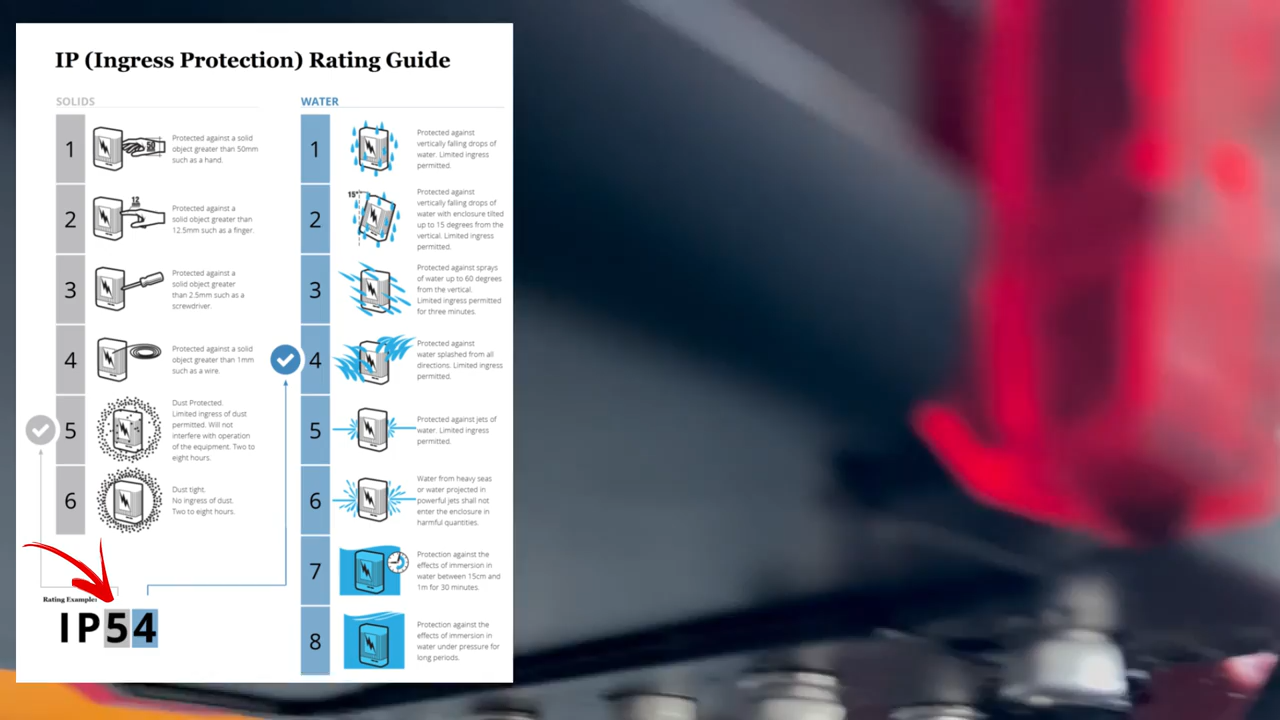 IP (Ingress Protection) Rating Guide
SOLIDS
1
50
Protected against a solid
object greater than 50mm
such as a hand.
2
12
Protected against a
solid object greater than
12.5mm such as a finger.
3
Protected against a
solid object greater
than 2.5mm such as a
screwdriver.
4
Protected against a solid
object greater than 1mm
such as a wire.
5
Dust Protected.
Limited ingress of dust
permitted. Will not
interfere with operation
of the equipment. Two to
eight hours.
6
Dust tight.
No ingress of dust.
Two to eight hours.
Rating Example:
IP54
WATER
1
Protected against
vertically falling drops of
water. Limited ingress
permitted.
2
15°
Protected against
vertically falling drops of
water with enclosure tilted
up to 15 degrees from the
vertical. Limited ingress
permitted.
3
Protected against sprays
of water up to 60 degrees
from the vertical.
Limited ingress permitted
for three minutes.
4
Protected against
water splashed from all
directions. Limited ingress
permitted.
5
Protected against jets of
water. Limited ingress
permitted.
6
Water from heavy seas
or water projected in
powerful jets shall not
enter the enclosure in
harmful quantities.
7
Protection against the
effects of immersion in
water between 15cm and
1m for 30 minutes.
8
Protection against the
effects of immersion in
water under pressure for
long periods.